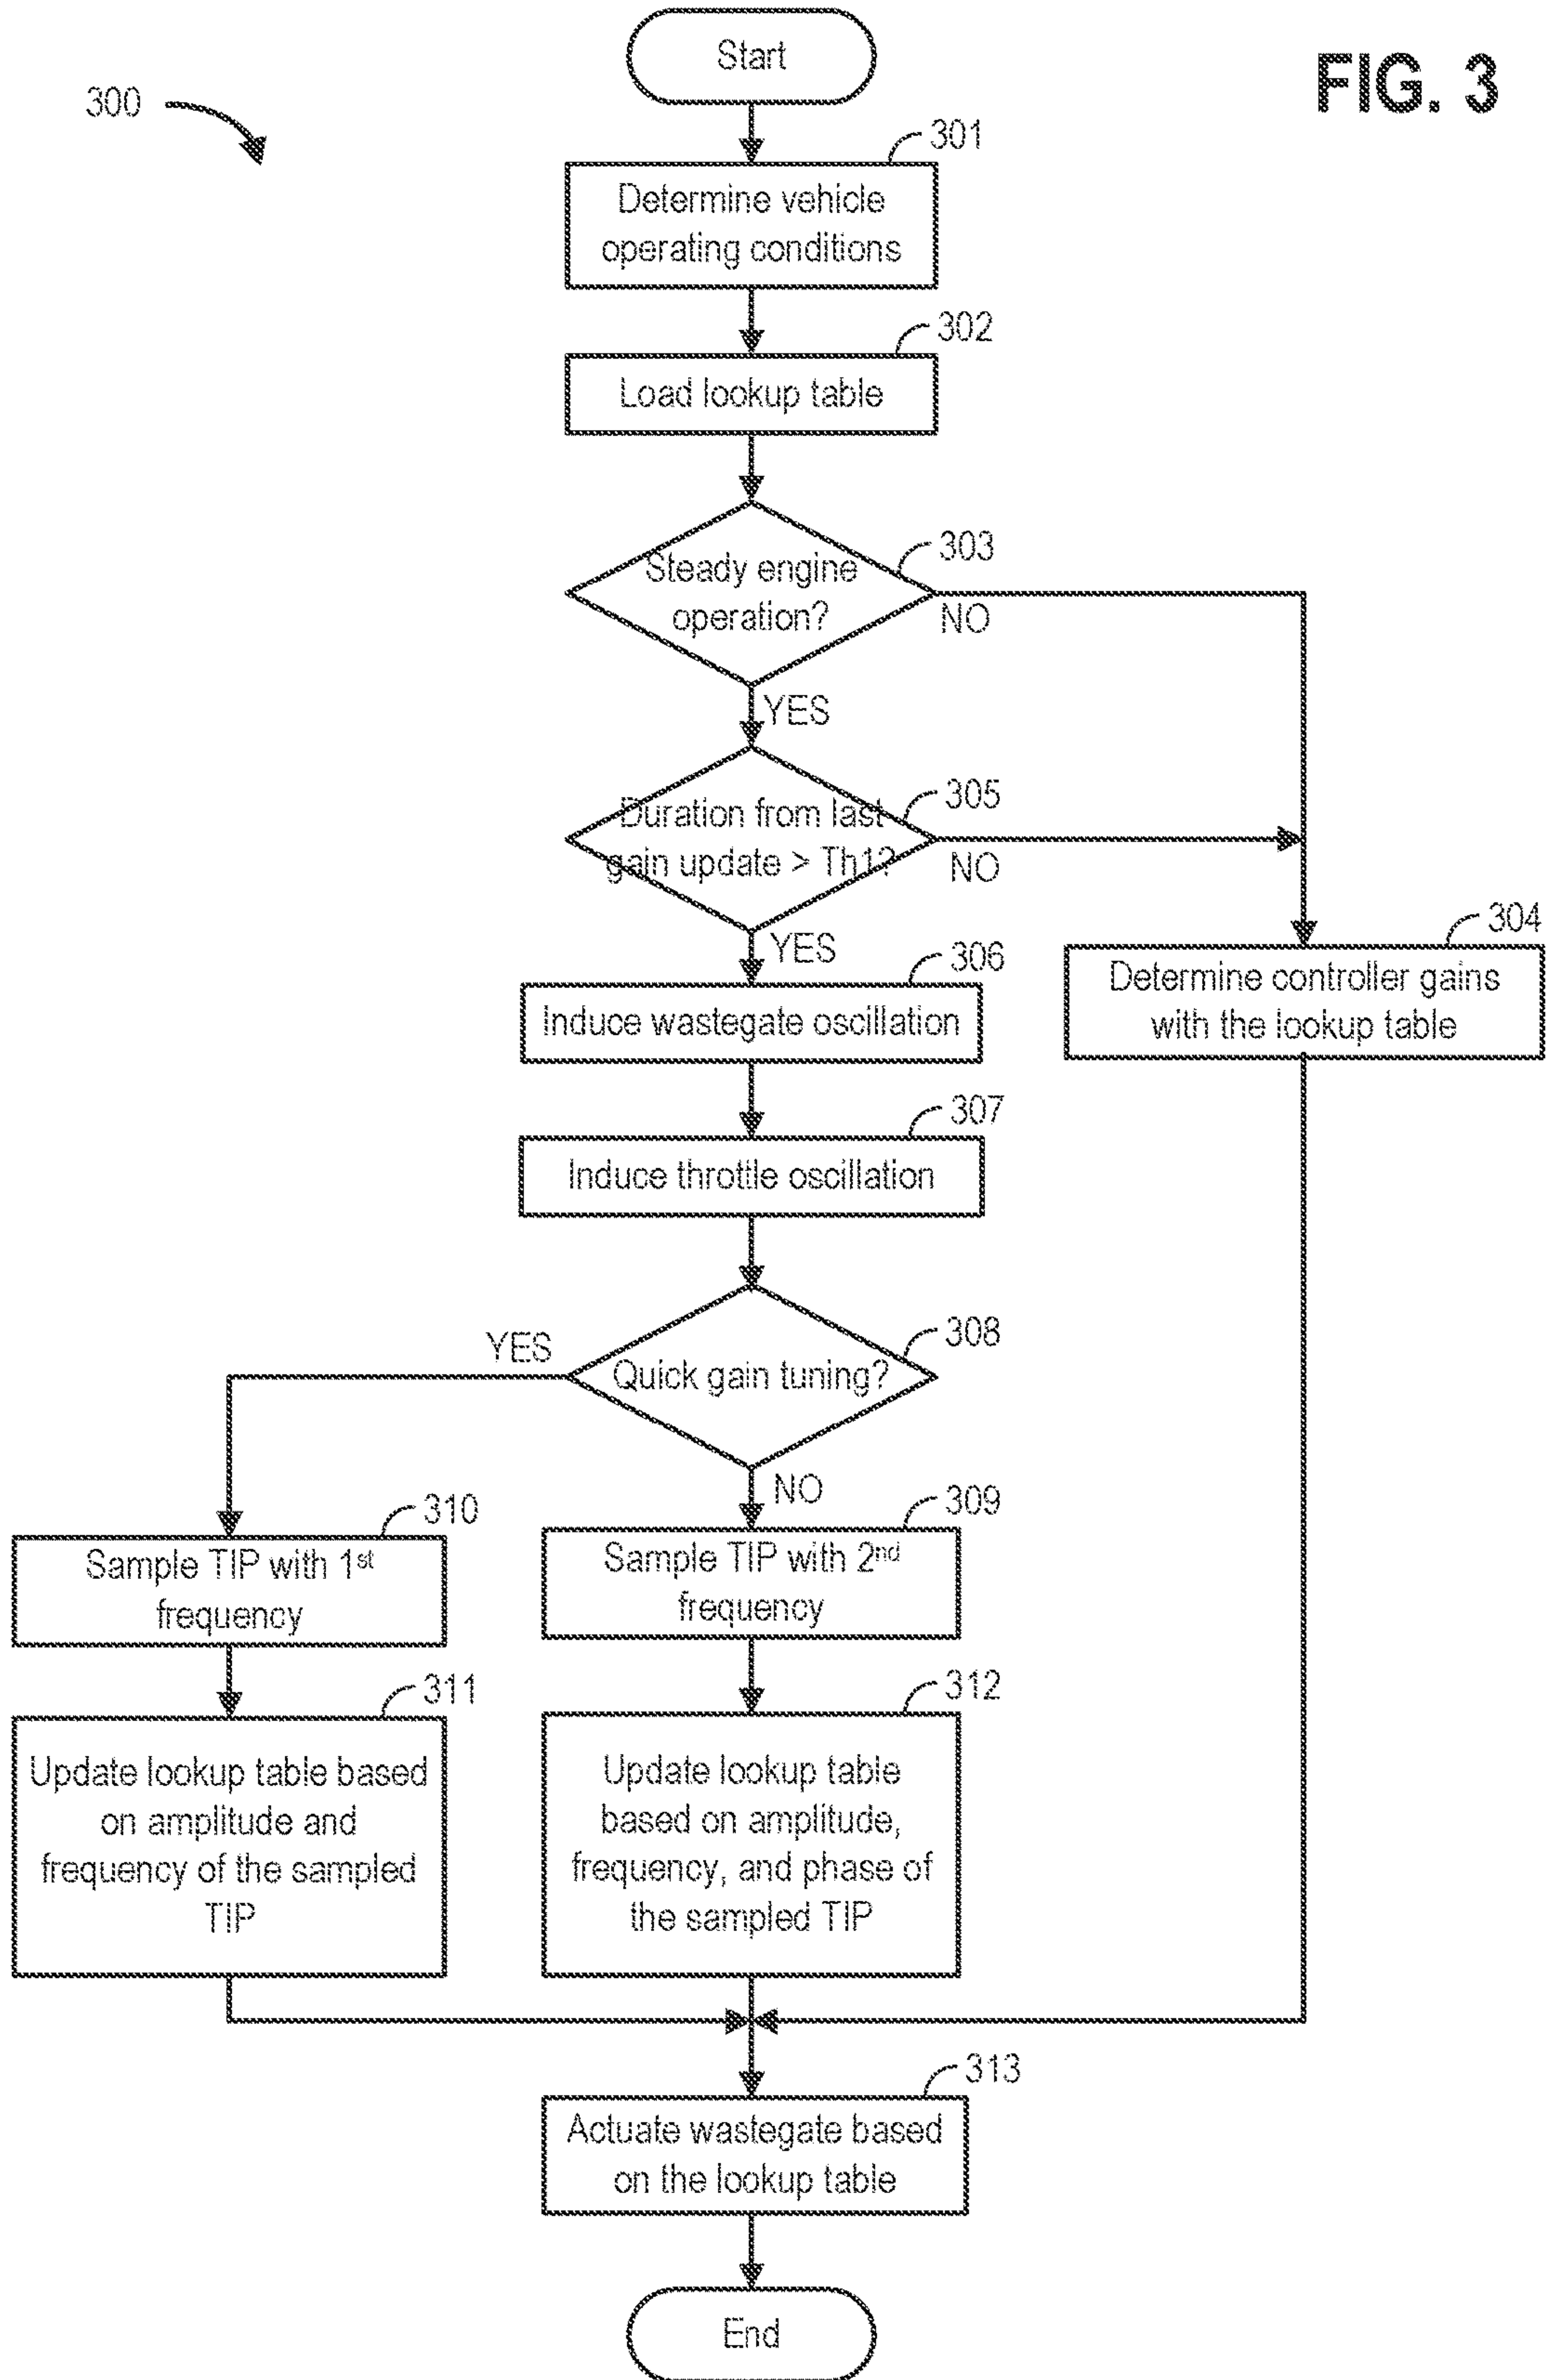 Start
FIG. 3
300
301
Determine vehicle
operating conditions
302
Load lookup table
303
Steady engine
operation?
NO
YES
305
Duration from last
gain update > Th1?
NO
YES
304
Determine controller gains
with the lookup table
306
Induce wastegate oscillation
307
Induce throttle oscillation
308
YES
Quick gain tuning?
NO
310
Sample TIP with 1st
frequency
309
Sample TIP with 2nd
frequency
311
Update lookup table based
on amplitude and
frequency of the sampled
TIP
312
Update lookup table
based on amplitude,
frequency, and phase of
the sampled TIP
313
Actuate wastegate based
on the lookup table
End